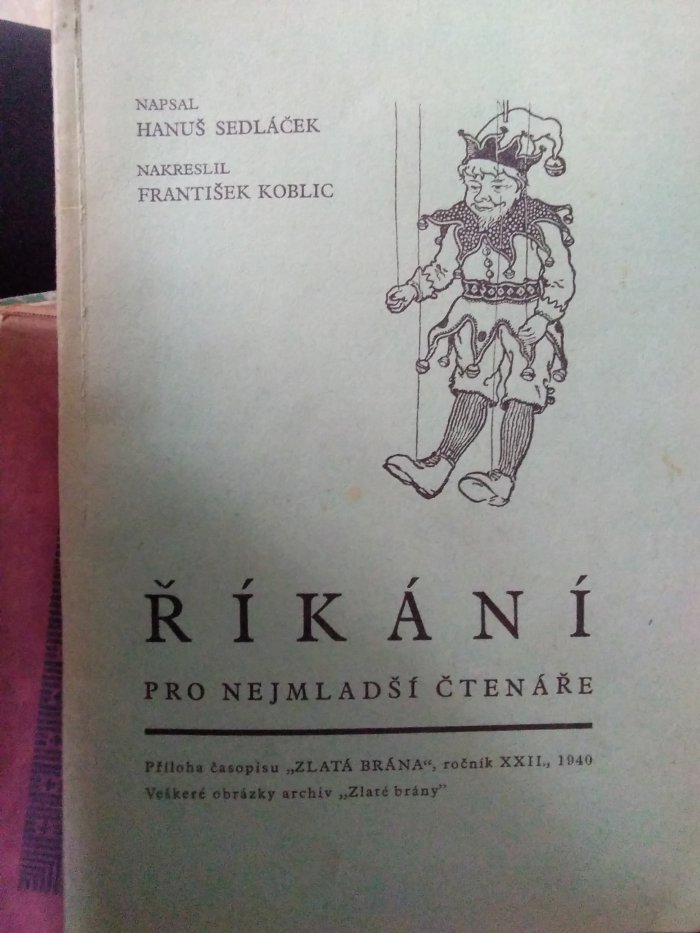 NAPSAL
HANUŠ SEDLÁČEK
NAKRESLIL
FRANTIŠEK KOBLIC
ŘÍKÁNÍ
PRO NEJMLADŠÍ ČTENÁŘE
Příloha časopisu „ZLATÁ BRÁNA“, ročník XXII., 1940
Veškeré obrázky archiv „Zlaté brány”